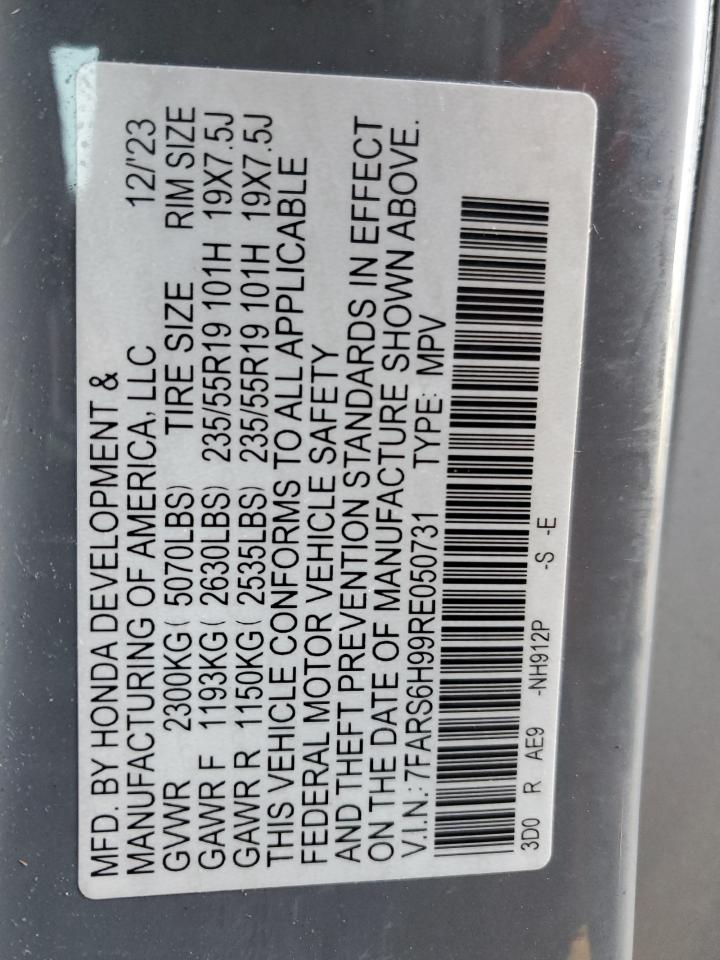 MFD. BY HONDA DEVELOPMENT &
MANUFACTURING OF AMERICA, LLC 12/'23
GVWR 2300KG( 5070LBS) TIRE SIZE RIM SIZE
GAWR F 1193KG( 2630LBS) 235/55R19 101H 19X7.5J
GAWR R 1150KG( 2535LBS) 235/55R19 101H 19X7.5J
THIS VEHICLE CONFORMS TO ALL APPLICABLE
FEDERAL MOTOR VEHICLE SAFETY
AND THEFT PREVENTION STANDARDS IN EFFECT
ON THE DATE OF MANUFACTURE SHOWN ABOVE.
V.I.N.:7FARS6H99RE050731 TYPE: MPV
3D0 R AE9 -NH912P -S -E